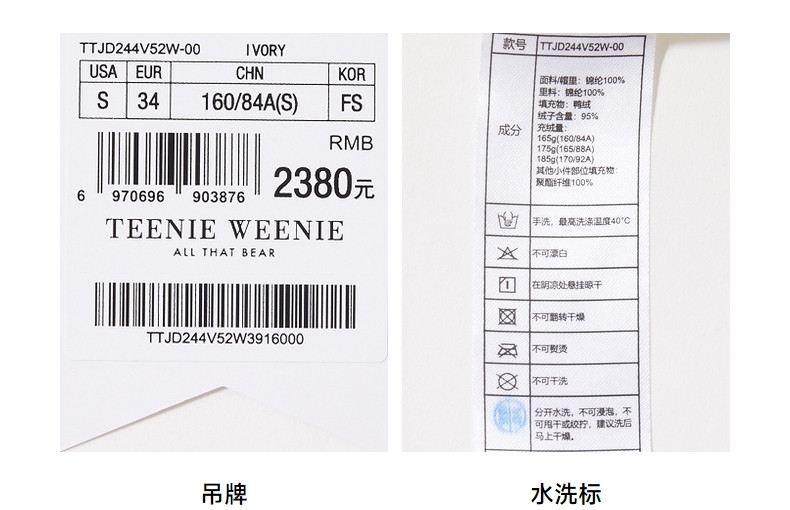 TTJD244V52W-00 IVORY
USA EUR CHN KOR
S 34 160/84A(S) FS
RMB
2380元
6 970696 903876
TEENIE WEENIE
ALL THAT BEAR
TTJD244V52W3916000
吊牌
款号 TTJD244V52W-00
成分
面料/帽里：锦纶100%
里料：锦纶100%
填充物：鸭绒
绒子含量：95%
充绒量：
165g(160/84A)
175g(165/88A)
185g(170/92A)
其他小件部位填充物：
聚酯纤维100%
手洗，最高洗涤温度40°C
不可漂白
在阴凉处悬挂晾干
不可翻转干燥
不可熨烫
不可干洗
分开水洗，不可浸泡，不
可甩干或绞拧，建议洗后
马上干燥。
水洗标